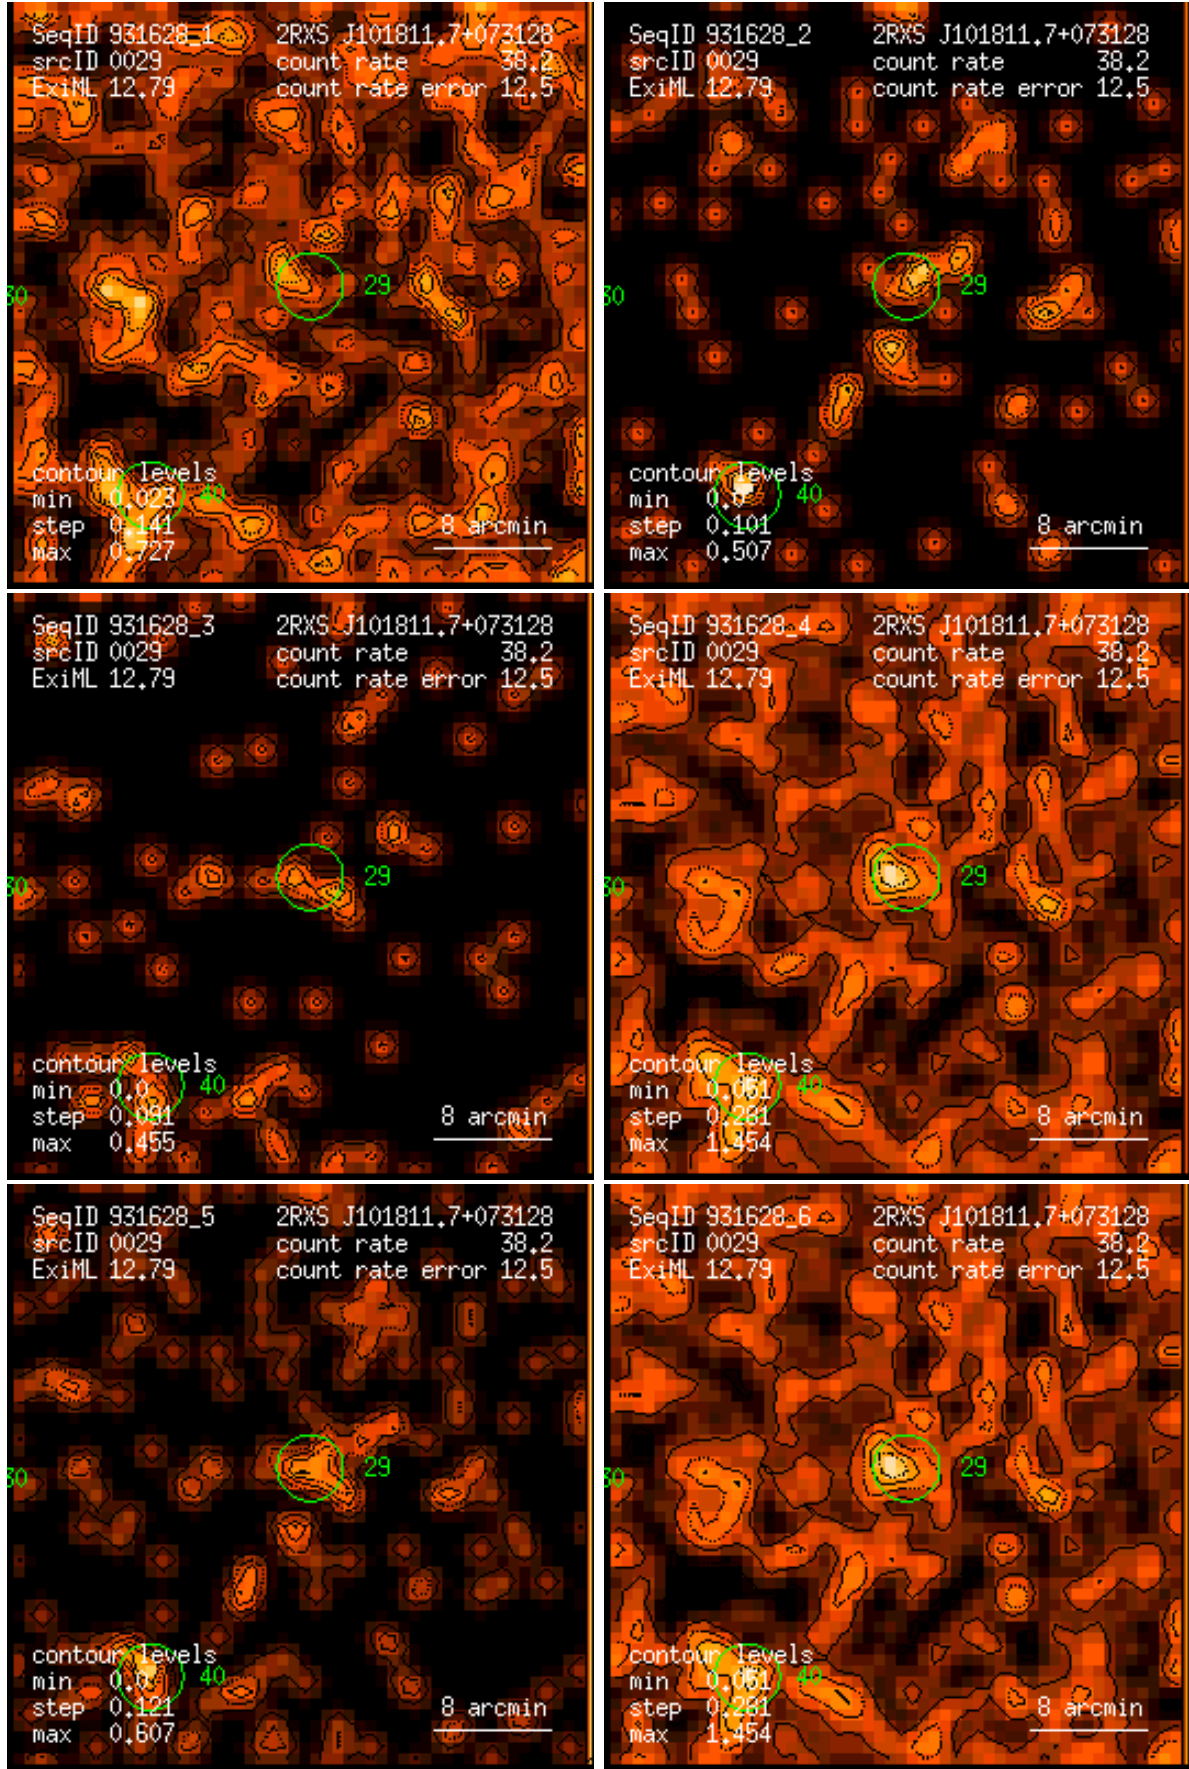 SeqID 931628_1 2RXS J101811.7+073128
srcID 0029 count rate 38.2
ExiML 12.79 count rate error 12.5
29
30
contour levels
min 0.023 40
step 0.141 8 arcmin
max 0.727
SeqID 931628_2 2RXS J101811.7+073128
srcID 0029 count rate 38.2
ExiML 12.79 count rate error 12.5
29
30
contour levels
min 0.0 40
step 0.101 8 arcmin
max 0.507
SeqID 931628_3 2RXS J101811.7+073128
srcID 0029 count rate 38.2
ExiML 12.79 count rate error 12.5
29
30
contour levels
min 0.0 40
step 0.091 8 arcmin
max 0.455
SeqID 931628_4 2RXS J101811.7+073128
srcID 0029 count rate 38.2
ExiML 12.79 count rate error 12.5
29
30
contour levels
min 0.051 40
step 0.281 8 arcmin
max 1.454
SeqID 931628_5 2RXS J101811.7+073128
srcID 0029 count rate 38.2
ExiML 12.79 count rate error 12.5
29
30
contour levels
min 0.0 40
step 0.121 8 arcmin
max 0.607
SeqID 931628_6 2RXS J101811.7+073128
srcID 0029 count rate 38.2
ExiML 12.79 count rate error 12.5
29
30
contour levels
min 0.051 40
step 0.281 8 arcmin
max 1.454